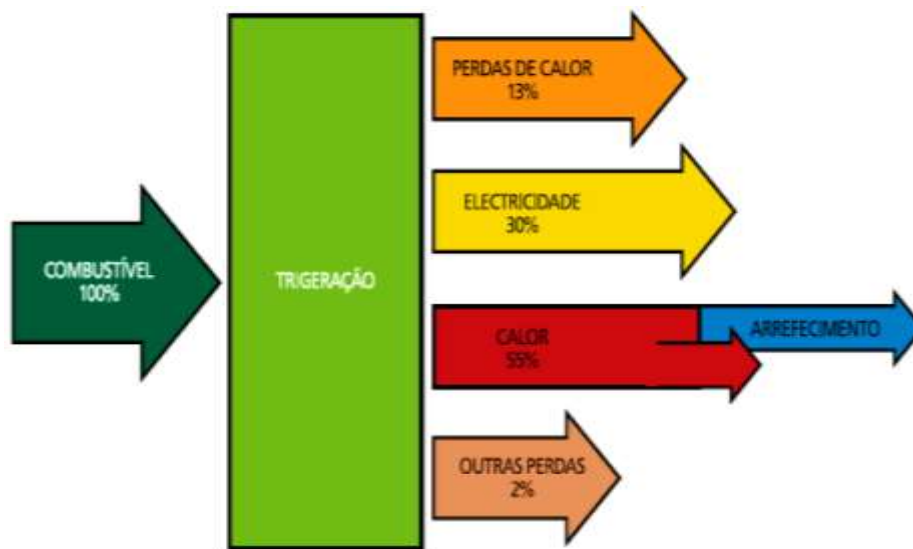 PERDAS DE CALOR
13%
ELECTRICIDADE
30%
COMBUSTÍVEL
100%
TRIGERAÇÃO
CALOR
55%
ARREFECIMENTO
OUTRAS PERDAS
2%